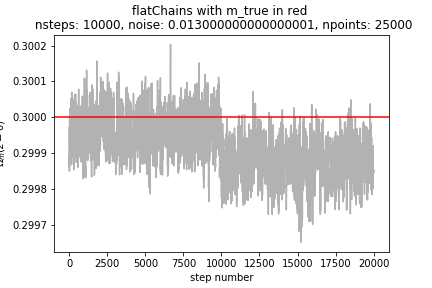 flatChains with m_true in red
nsteps: 10000, noise: 0.013000000000000001, npoints: 25000
0.3002
0.3001
0.3000
0.2999
0.2998
0.2997
0 2500 5000 7500 10000 12500 15000 17500 20000
step number